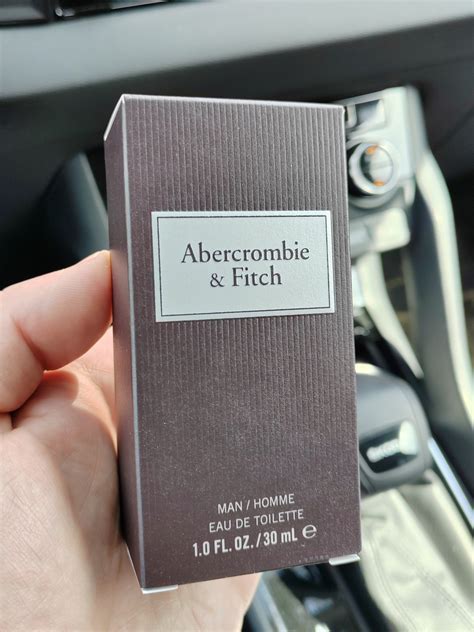 Abercrombie
& Fitch
MAN / HOMME
EAU DE TOILETTE
1.0 FL. OZ./30 mL ℮